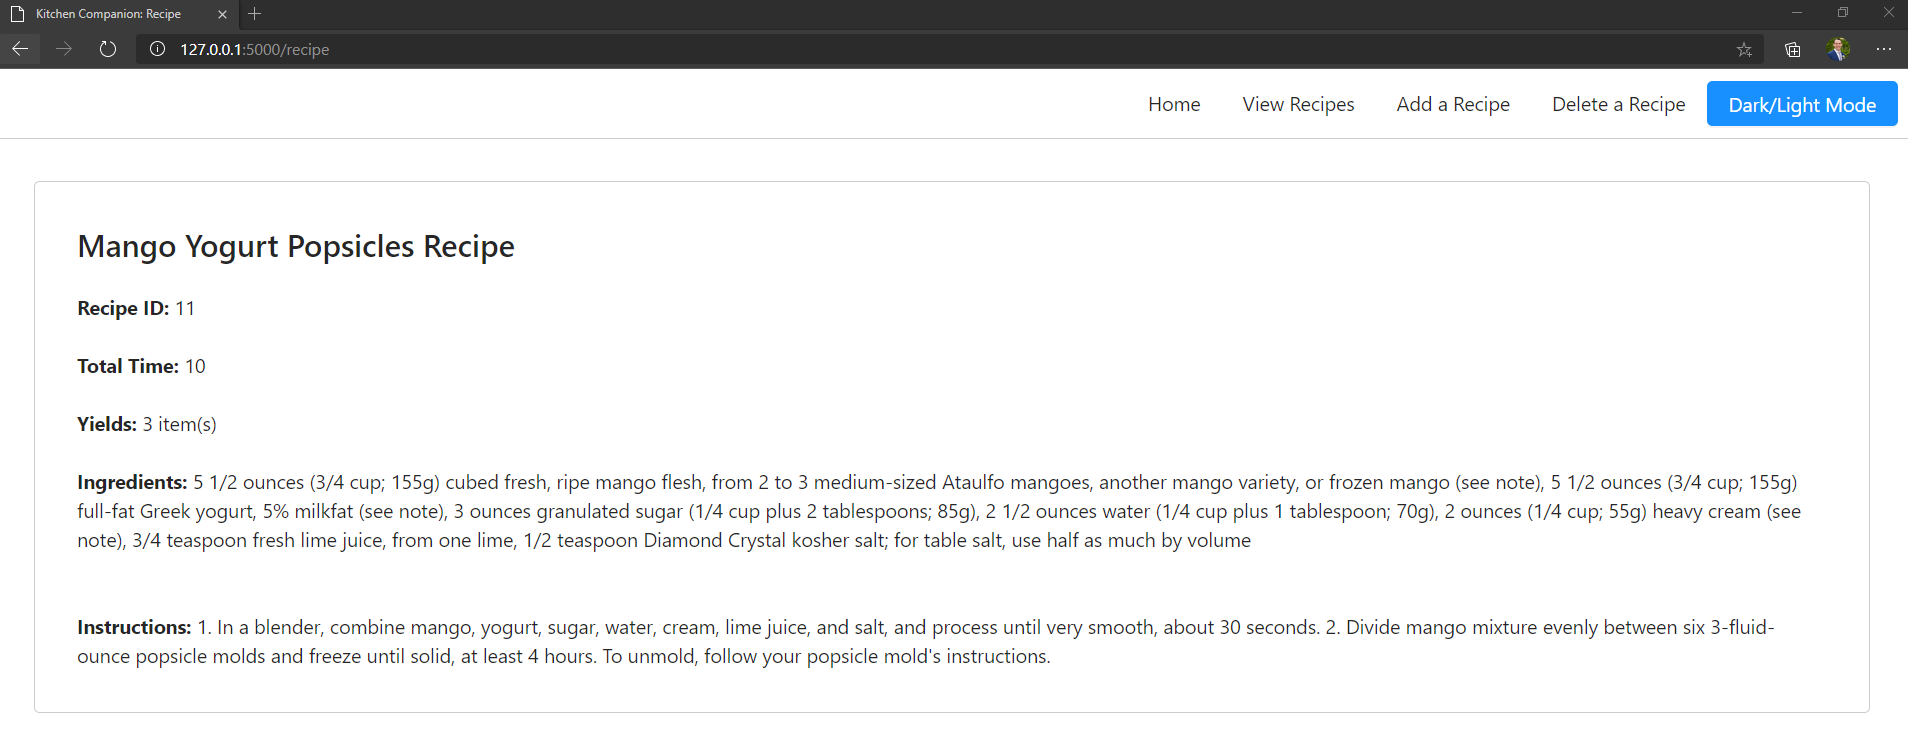 Kitchen Companion: Recipe
127.0.0.1:5000/recipe
Home View Recipes Add a Recipe Delete a Recipe Dark/Light Mode
Mango Yogurt Popsicles Recipe
Recipe ID: 11
Total Time: 10
Yields: 3 item(s)
Ingredients: 5 1/2 ounces (3/4 cup; 155g) cubed fresh, ripe mango flesh, from 2 to 3 medium-sized Ataulfo mangoes, another mango variety, or frozen mango (see note), 5 1/2 ounces (3/4 cup; 155g)
full-fat Greek yogurt, 5% milkfat (see note), 3 ounces granulated sugar (1/4 cup plus 2 tablespoons; 85g), 2 1/2 ounces water (1/4 cup plus 1 tablespoon; 70g), 2 ounces (1/4 cup; 55g) heavy cream (see
note), 3/4 teaspoon fresh lime juice, from one lime, 1/2 teaspoon Diamond Crystal kosher salt; for table salt, use half as much by volume
Instructions: 1. In a blender, combine mango, yogurt, sugar, water, cream, lime juice, and salt, and process until very smooth, about 30 seconds. 2. Divide mango mixture evenly between six 3-fluid-
ounce popsicle molds and freeze until solid, at least 4 hours. To unmold, follow your popsicle mold's instructions.